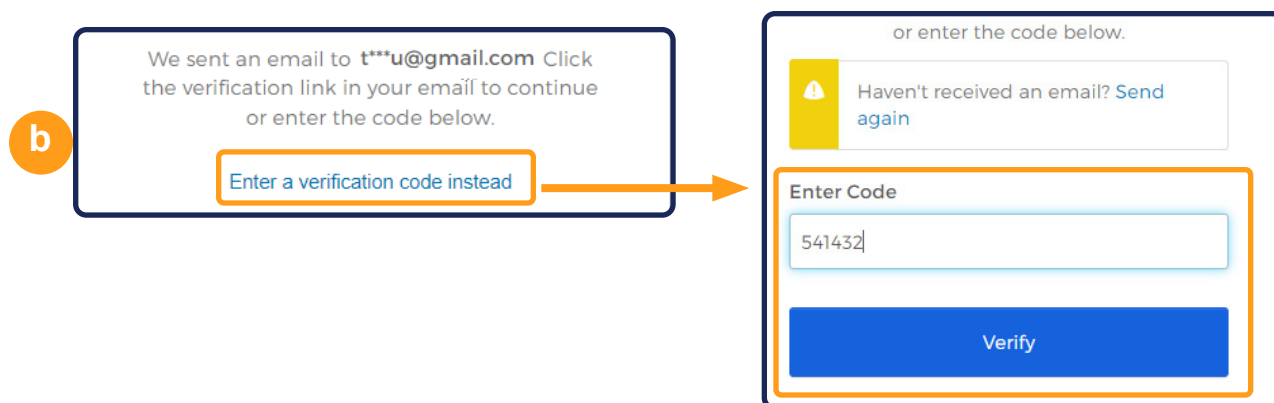 b
We sent an email to t***u@gmail.com Click
the verification link in your email to continue
or enter the code below.
Enter a verification code instead
or enter the code below.
Haven't received an email? Send
again
Enter Code
541432
Verify